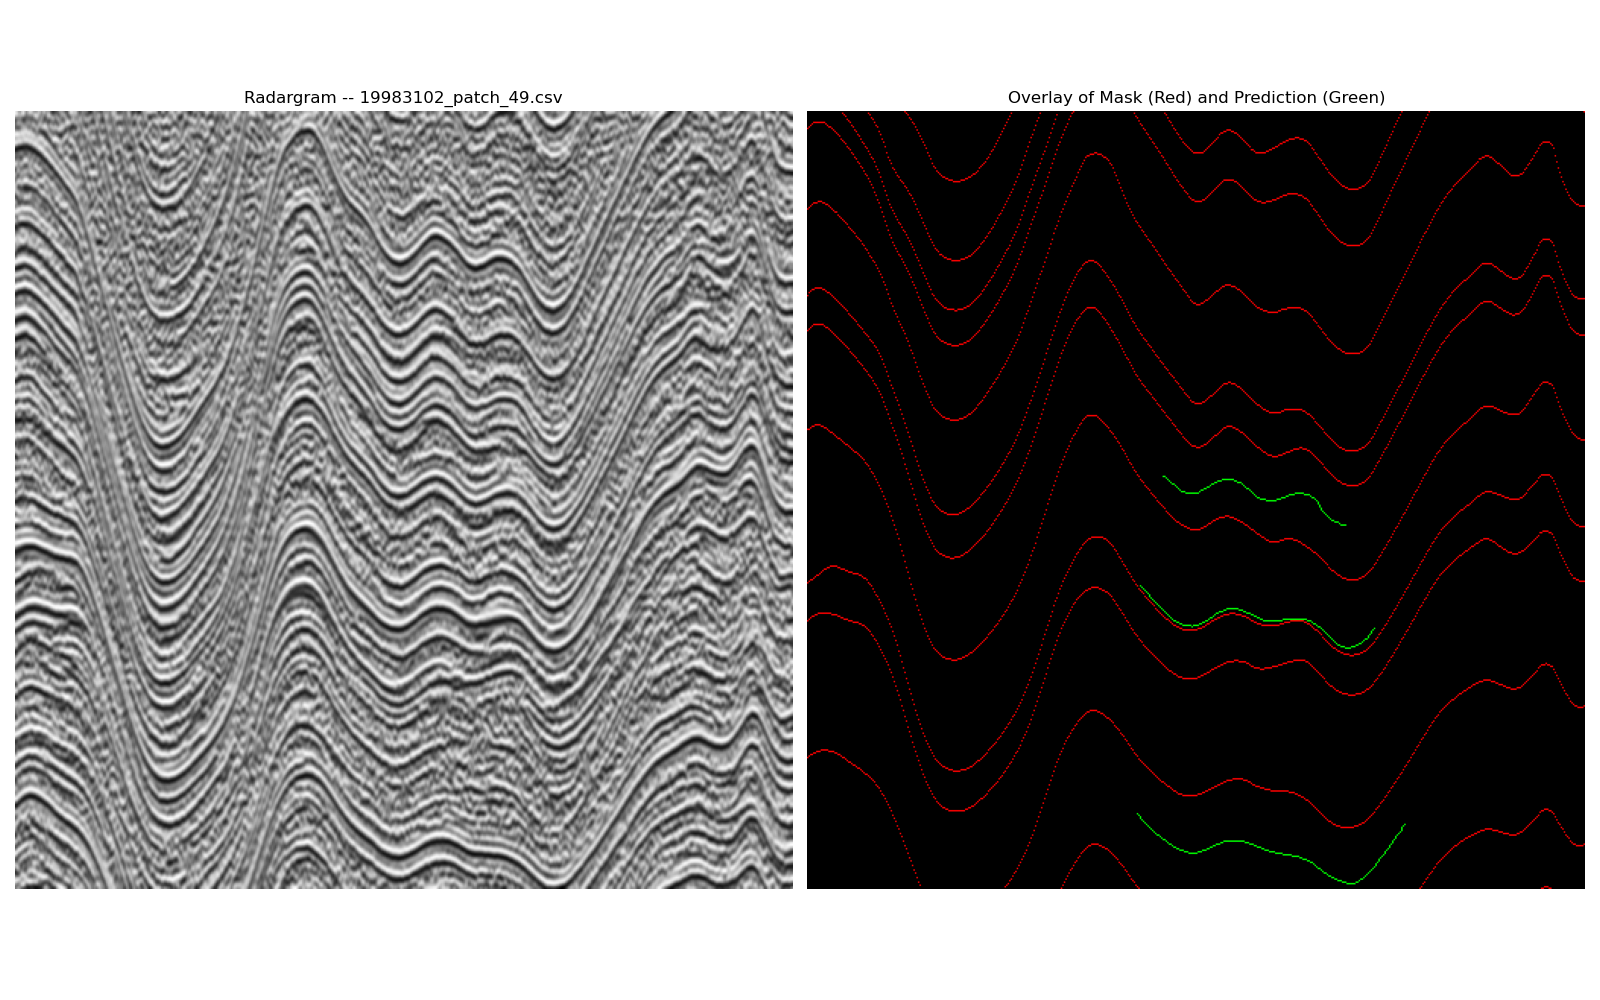 Radargram -- 19983102_patch_49.csv
Overlay of Mask (Red) and Prediction (Green)